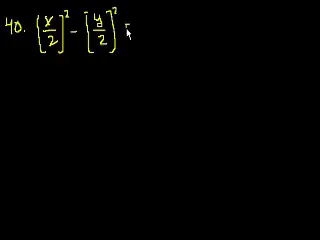 40. [x/2]² - [y/2]² =